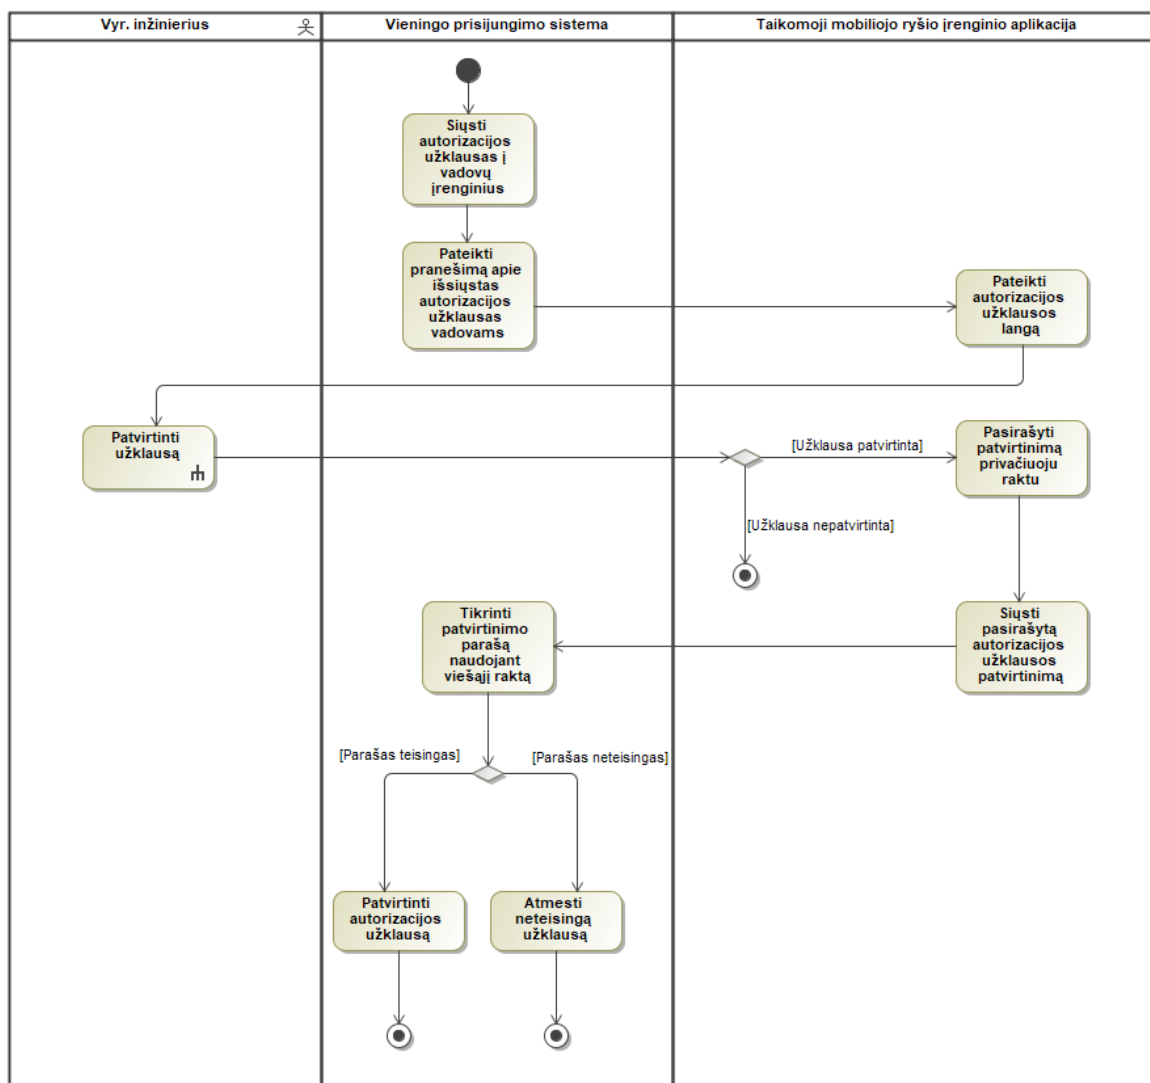 Vyr. inžinierius
Vieningo prisijungimo sistema
Taikomoji mobiliojo ryšio įrenginio aplikacija
Siųsti
autorizacijos
užklausas į
vadovų
įrenginius
Pateikti
pranešimą apie
išsiųstas
autorizacijos
užklausas
vadovams
Pateikti
autorizacijos
užklausos
langą
Patvirtinti
užklausą
[Užklausa patvirtinta]
Pasirašyti
patvirtinimą
privačiuoju
raktu
[Užklausa nepatvirtinta]
Tikrinti
patvirtinimo
parašą
naudojant
viešąjį raktą
Siųsti
pasirašytą
autorizacijos
užklausos
patvirtinimą
[Parašas teisingas]
[Parašas neteisingas]
Patvirtinti
autorizacijos
užklausą
Atmesti
neteisingą
užklausą